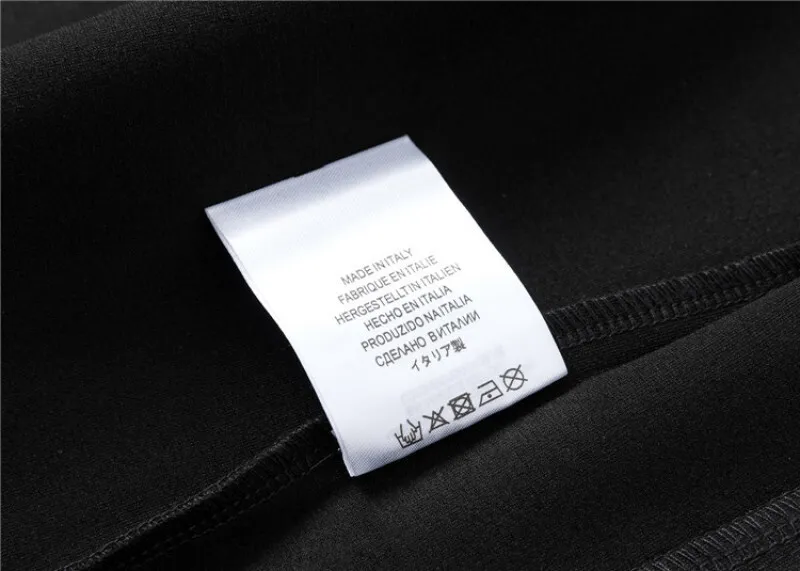 MADE IN ITALY
FABRIQUE EN ITALIE
HERGESTELLT IN ITALIEN
HECHO EN ITALIA
PRODUZIDO NA ITALIA
СДЕЛАНО В ИТАЛИИ
イタリア製